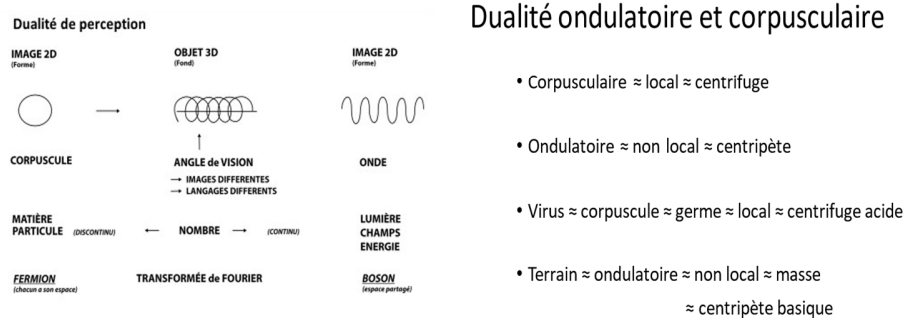 Dualité de perception
IMAGE 2D
(Forme)
OBJET 3D
(Fond)
IMAGE 2D
(Forme)
CORPUSCULE
ANGLE de VISION
→ IMAGES DIFFERENTES
→ LANGAGES DIFFERENTS
ONDE
MATIÈRE
PARTICULE (DISCONTINU) ← NOMBRE → (CONTINU)
LUMIÈRE
CHAMPS
ENERGIE
FERMION
(chacun a son espace)
TRANSFORMÉE de FOURIER
BOSON
(espace partagé)
Dualité ondulatoire et corpusculaire
• Corpusculaire ≈ local ≈ centrifuge
• Ondulatoire ≈ non local ≈ centripète
• Virus ≈ corpuscule ≈ germe ≈ local ≈ centrifuge acide
• Terrain ≈ ondulatoire ≈ non local ≈ masse
≈ centripète basique